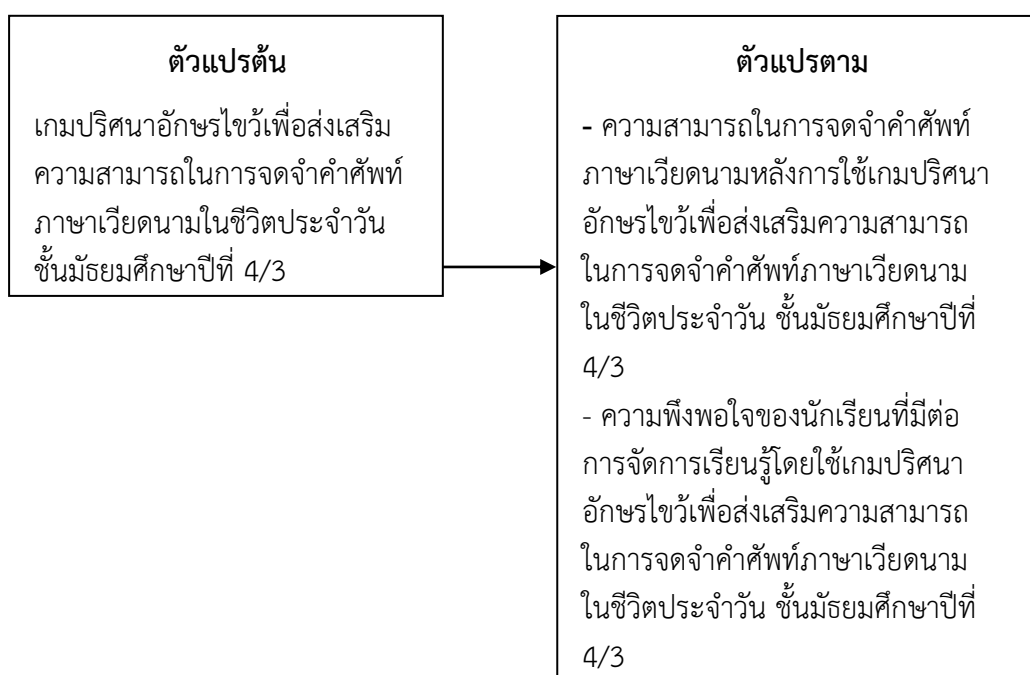 ตัวแปรต้น
เกมปริศนาอักษรไขว้เพื่อส่งเสริม
ความสามารถในการจดจำคำศัพท์
ภาษาเวียดนามในชีวิตประจำวัน
ชั้นมัธยมศึกษาปีที่ 4/3
ตัวแปรตาม
- ความสามารถในการจดจำคำศัพท์
ภาษาเวียดนามหลังการใช้เกมปริศนา
อักษรไขว้เพื่อส่งเสริมความสามารถ
ในการจดจำคำศัพท์ภาษาเวียดนาม
ในชีวิตประจำวัน ชั้นมัธยมศึกษาปีที่
4/3
- ความพึงพอใจของนักเรียนที่มีต่อ
การจัดการเรียนรู้โดยใช้เกมปริศนา
อักษรไขว้เพื่อส่งเสริมความสามารถ
ในการจดจำคำศัพท์ภาษาเวียดนาม
ในชีวิตประจำวัน ชั้นมัธยมศึกษาปีที่
4/3